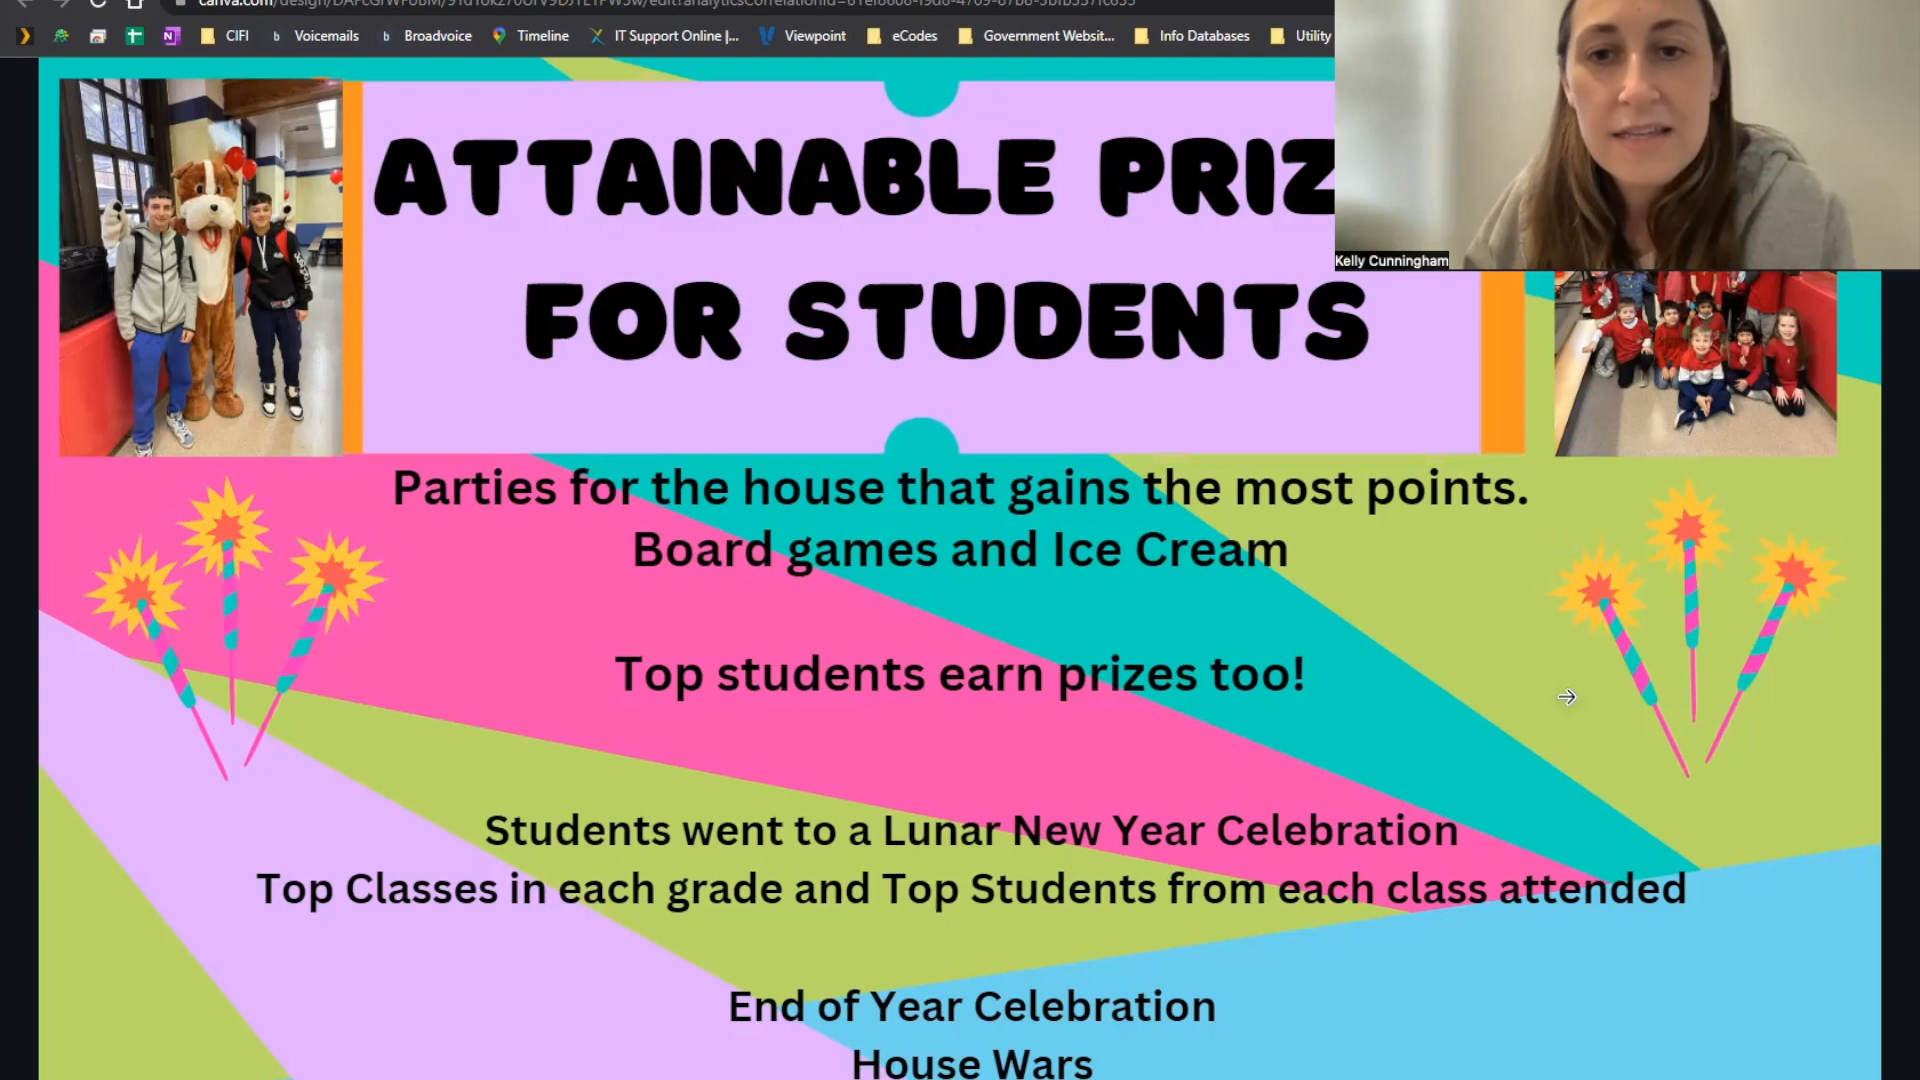 CIFI
Voicemails
Broadvoice
Timeline
IT Support Online |...
Viewpoint
eCodes
Government Websit...
Info Databases
Utility
ATTAINABLE PRIZ
FOR STUDENTS
Kelly Cunningham
Parties for the house that gains the most points.
Board games and Ice Cream
Top students earn prizes too!
Students went to a Lunar New Year Celebration
Top Classes in each grade and Top Students from each class attended
End of Year Celebration
House Wars